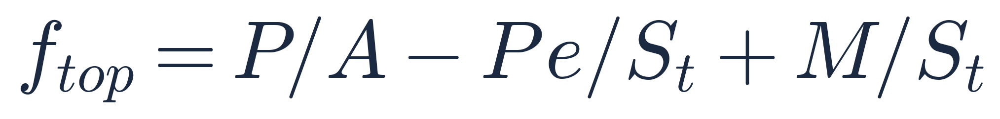 f_{top} = P/A − Pe/S_t + M/S_t